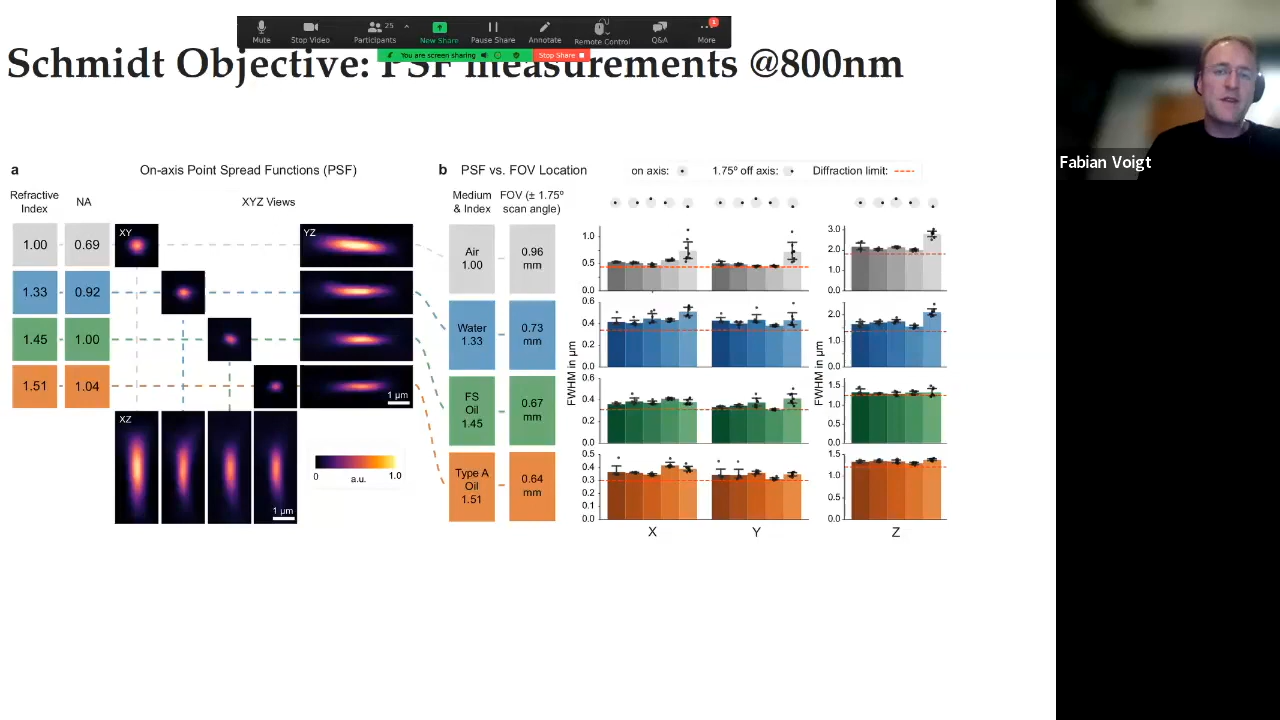 Mute
Stop Video
Participants
25
New Share
Pause Share
Annotate
Remote Control
Q&A
More
You are screen sharing
Stop Share
Schmidt Objective: PSF measurements @800nm
Fabian Voigt
a
On-axis Point Spread Functions (PSF)
Refractive Index
NA
XYZ Views
1.00
0.69
XY
YZ
1.33
0.92
1.45
1.00
1.51
1.04
1 µm
XZ
1 µm
0
1.0
a.u.
b
PSF vs. FOV Location
on axis:
1.75° off axis:
Diffraction limit:
Medium & Index
FOV (± 1.75° scan angle)
Air 1.00
0.96 mm
Water 1.33
0.73 mm
FS Oil 1.45
0.67 mm
Type A Oil 1.51
0.64 mm
FWHM in µm
1.0
0.5
0.0
0.6
0.4
0.2
0.0
0.6
0.4
0.2
0.0
0.5
0.4
0.3
0.2
0.1
0.0
FWHM in µm
3.0
2.0
1.0
0.0
2.0
1.0
0.0
1.5
1.0
0.5
0.0
1.5
1.0
0.5
0.0
X
Y
Z